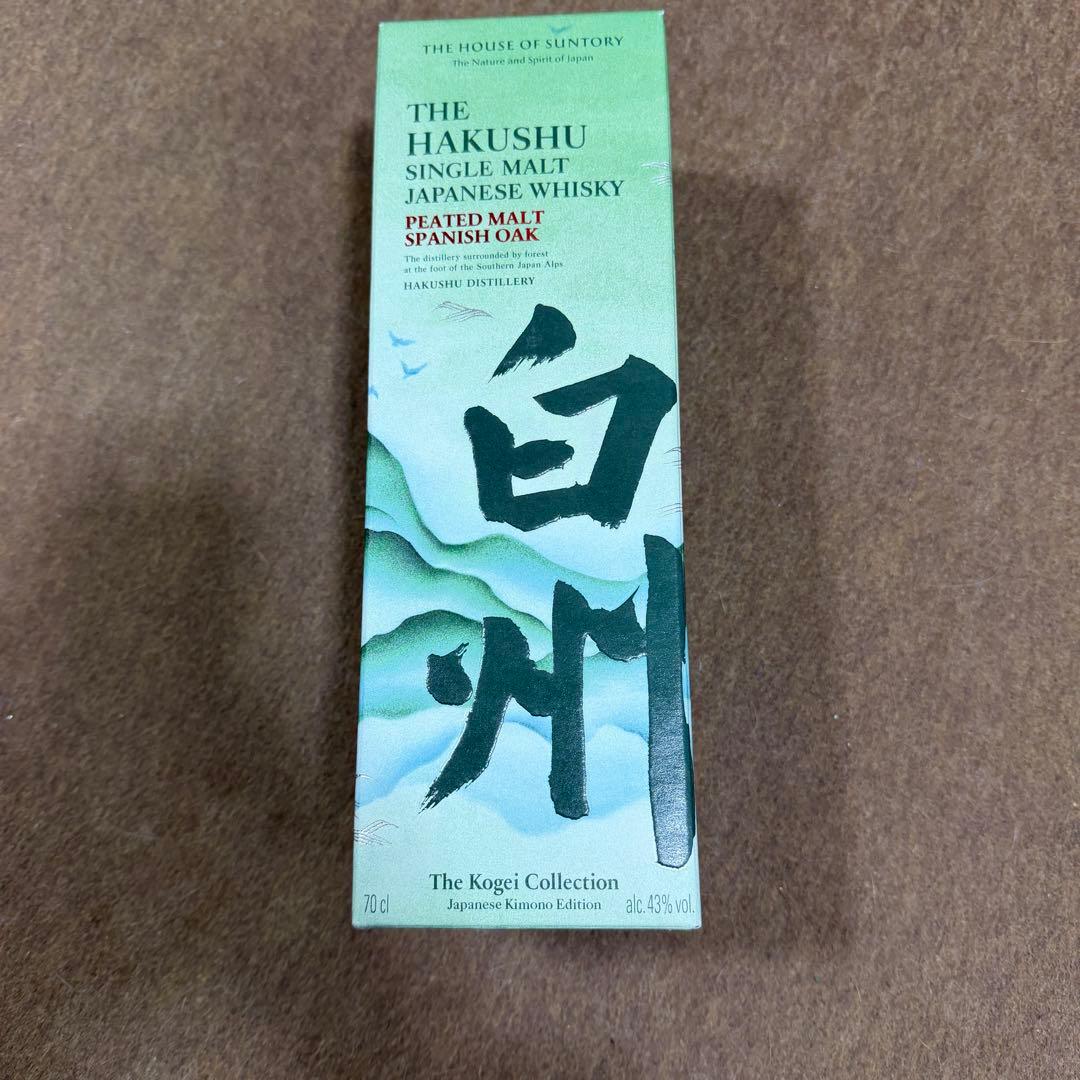 THE HOUSE OF SUNTORY
The Nature and Spirit of Japan
THE
HAKUSHU
SINGLE MALT
JAPANESE WHISKY
PEATED MALT
SPANISH OAK
The distillery surrounded by forest
at the foot of the Southern Japan Alps
HAKUSHU DISTILLERY
白
州
The Kogei Collection
70 cl
Japanese Kimono Edition
alc. 43% vol.